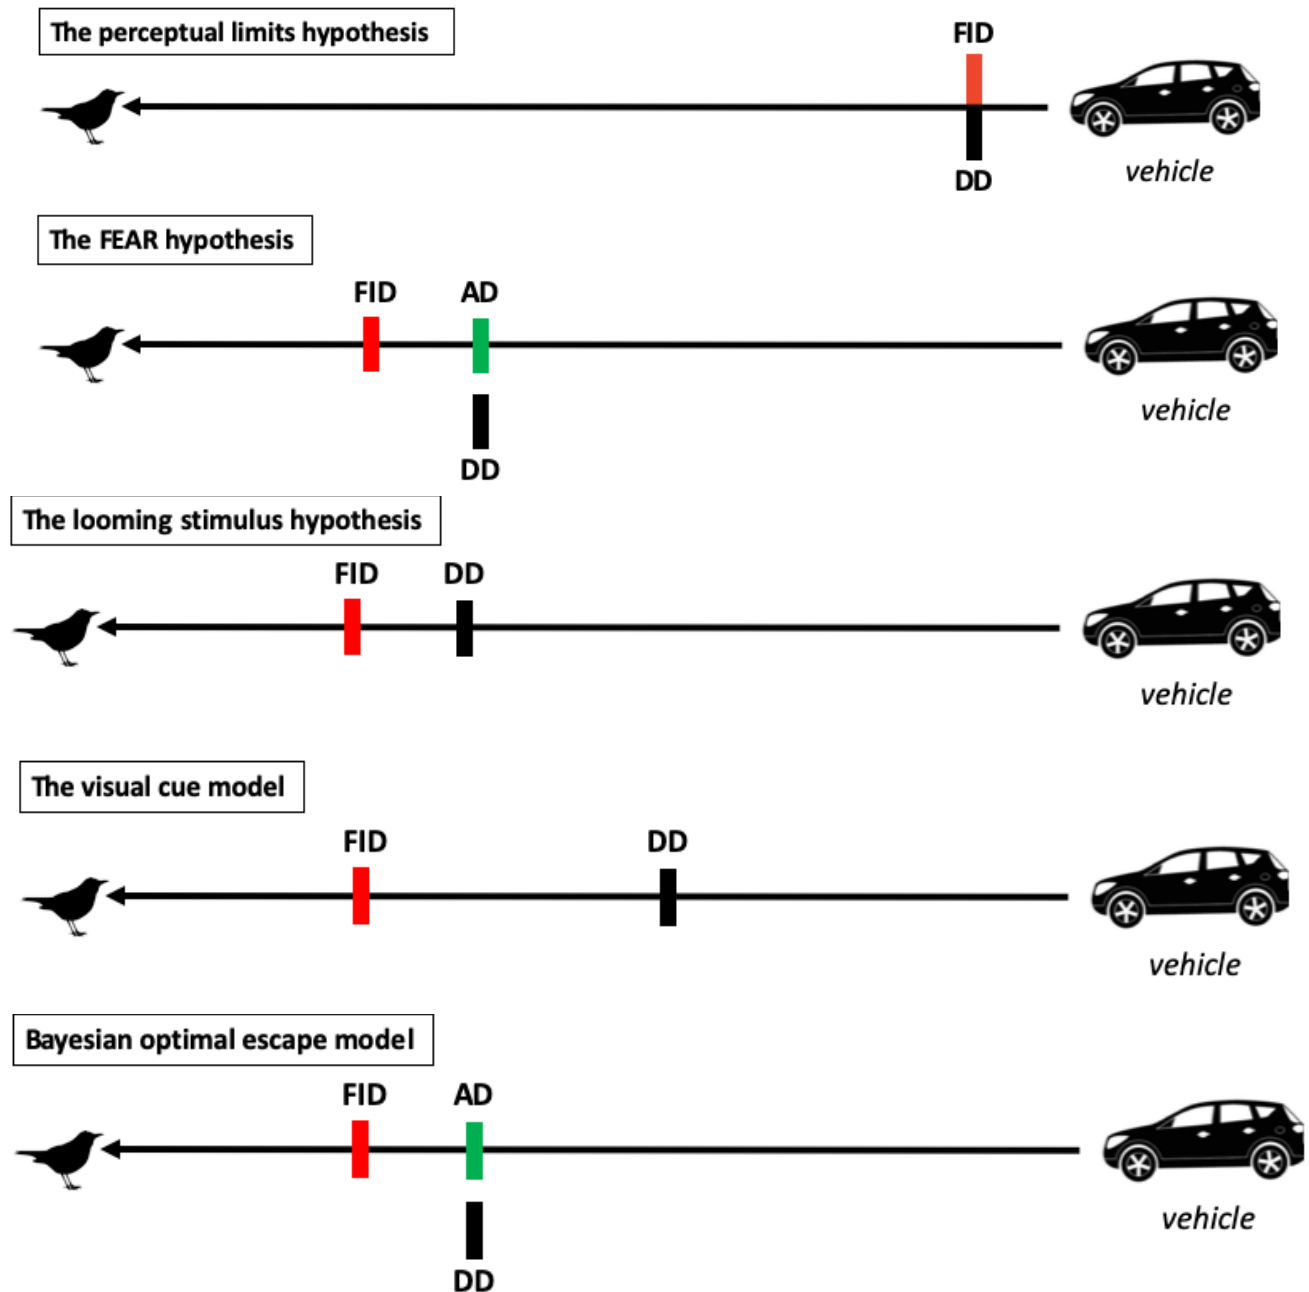 The perceptual limits hypothesis
FID
DD
vehicle
The FEAR hypothesis
FID AD
DD
vehicle
The looming stimulus hypothesis
FID DD
vehicle
The visual cue model
FID DD
vehicle
Bayesian optimal escape model
FID AD
DD
vehicle